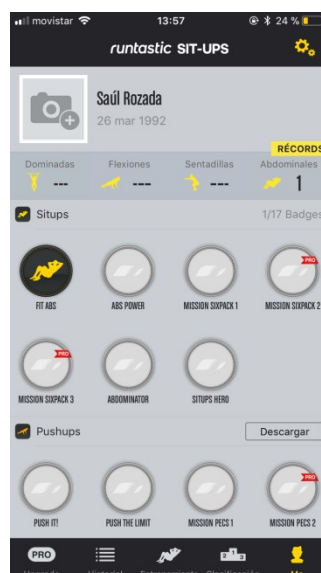 movistar 13:57 24 %
runtastic SIT-UPS
Saúl Rozada
26 mar 1992
RÉCORDS
Dominadas Flexiones Sentadillas Abdominales
--- --- --- 1
Situps 1/17 Badges
FIT ABS ABS POWER MISSION SIXPACK 1 MISSION SIXPACK 2
PRO
PRO
MISSION SIXPACK 3 ABDOMINATOR SITUPS HERO
Pushups Descargar
PRO
PUSH IT! PUSH THE LIMIT MISSION PECS 1 MISSION PECS 2
PRO